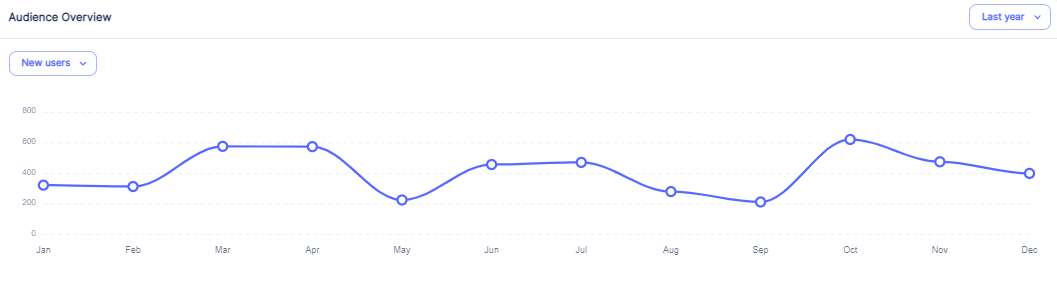 Audience Overview
Last year
New users
800
600
400
200
0
Jan Feb Mar Apr May Jun Jul Aug Sep Oct Nov Dec